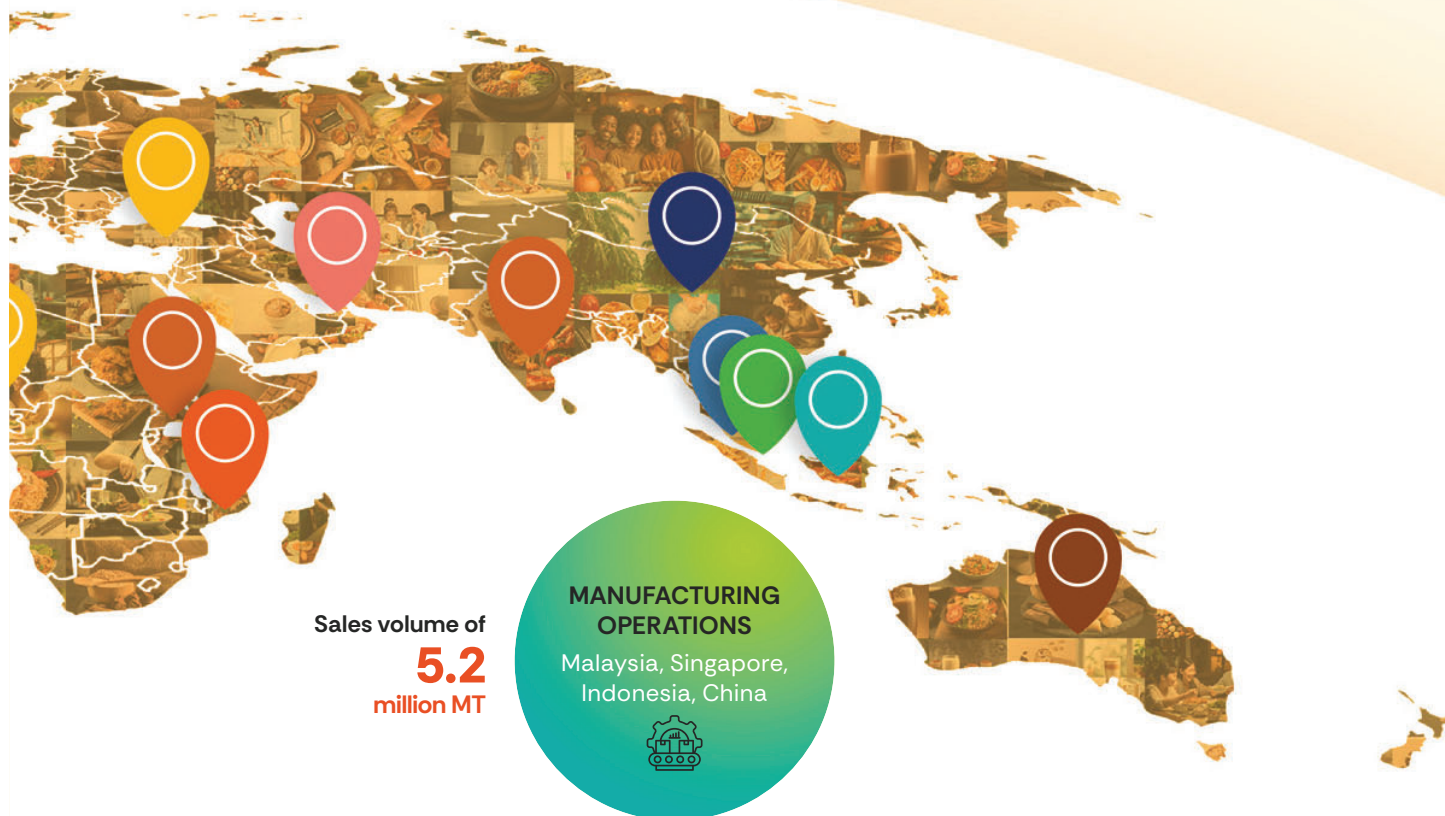 Sales volume of
5.2
million MT
MANUFACTURING
OPERATIONS
Malaysia, Singapore,
Indonesia, China